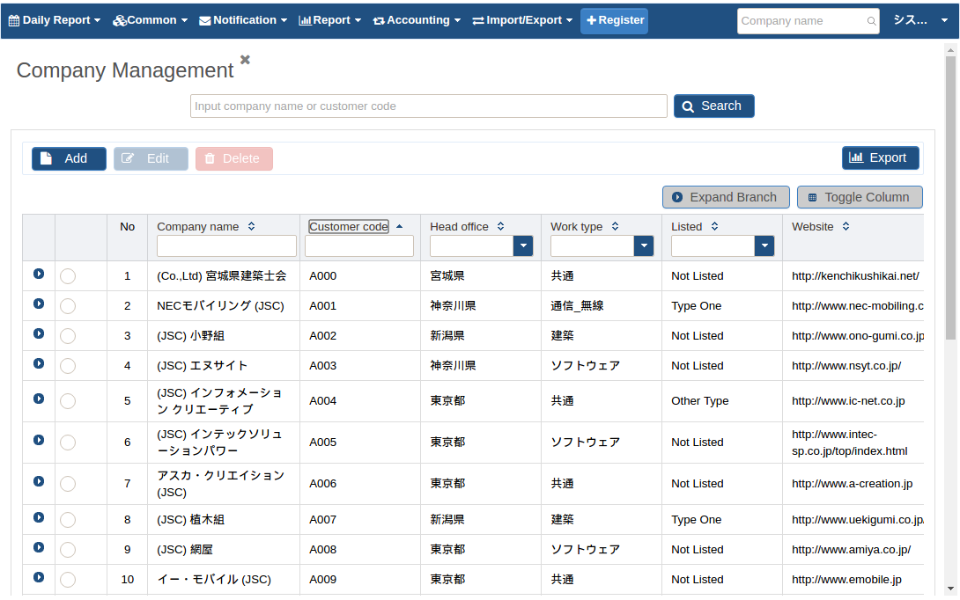 Daily Report Common Notification Report Accounting Import/Export Register Company name シス...
Company Management
Input company name or customer code Search
Add Edit Delete Export
Expand Branch Toggle Column
No Company name Customer code Head office Work type Listed Website
1 (Co.,Ltd) 宮城県建築士会 A000 宮城県 共通 Not Listed http://kenchikushikai.net/
2 NECモバイリング (JSC) A001 神奈川県 通信_無線 Type One http://www.nec-mobiling.c
3 (JSC) 小野組 A002 新潟県 建築 Not Listed http://www.ono-gumi.co.jp
4 (JSC) エヌサイト A003 神奈川県 ソフトウェア Not Listed http://www.nsyt.co.jp/
5 (JSC) インフォメーショ
ン クリエーティブ A004 東京都 共通 Other Type http://www.ic-net.co.jp
6 (JSC) インテックソリュ
ーションパワー A005 東京都 ソフトウェア Not Listed http://www.intec-
sp.co.jp/top/index.html
7 アスカ・クリエイション
(JSC) A006 東京都 共通 Not Listed http://www.a-creation.jp
8 (JSC) 植木組 A007 新潟県 建築 Type One http://www.uekigumi.co.jp/
9 (JSC) 網屋 A008 東京都 ソフトウェア Not Listed http://www.amiya.co.jp/
10 イー・モバイル (JSC) A009 東京都 共通 Not Listed http://www.emobile.jp